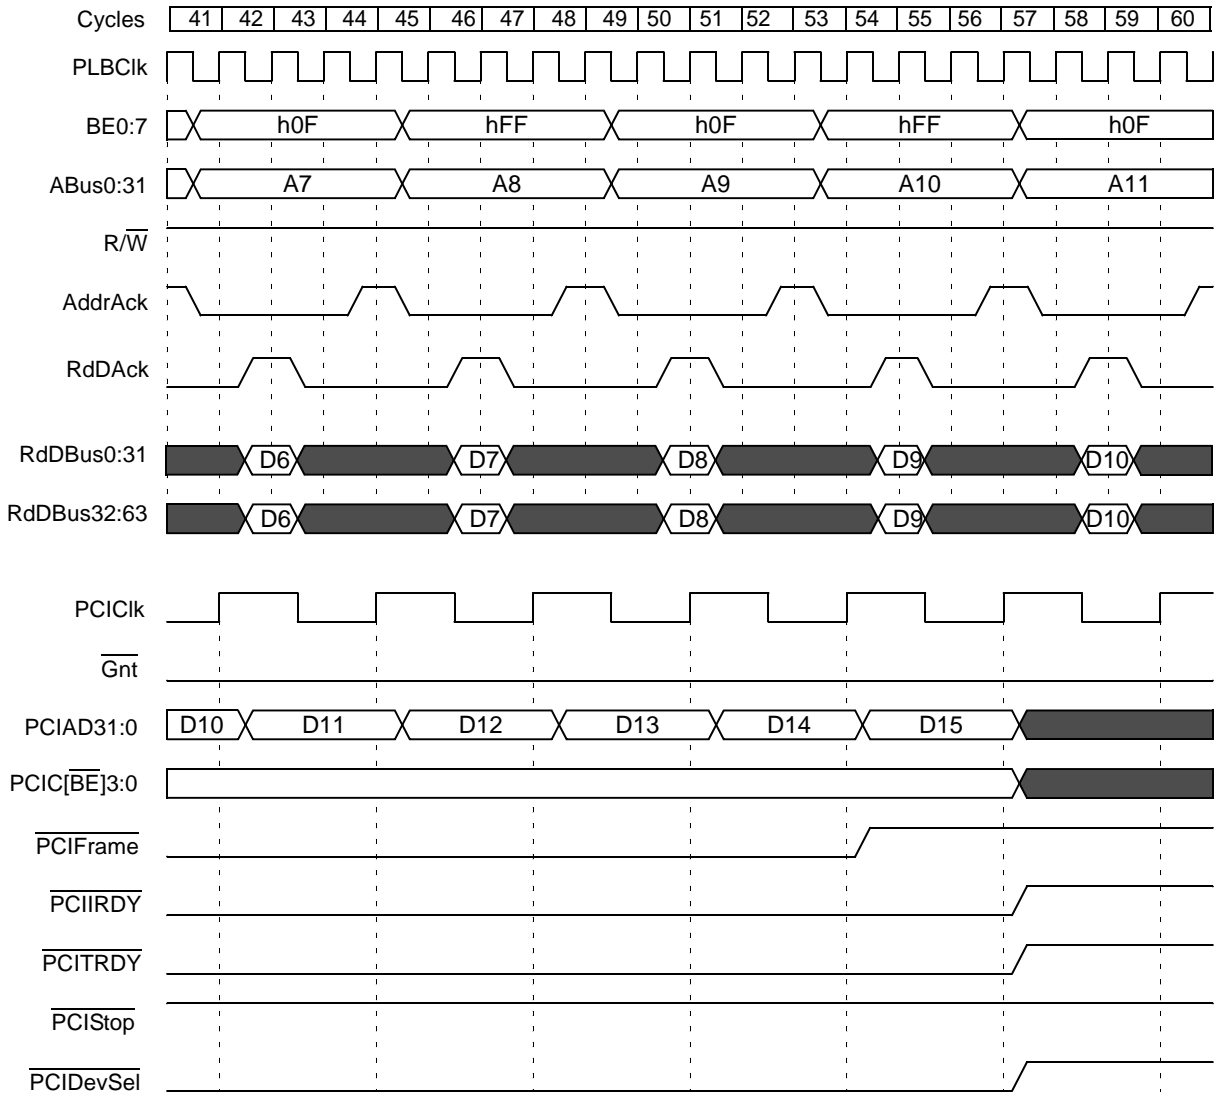 Cycles 41 42 43 44 45 46 47 48 49 50 51 52 53 54 55 56 57 58 59 60
PLBClk
BE0:7 h0F hFF h0F hFF h0F
ABus0:31 A7 A8 A9 A10 A11
R/W
AddrAck
RdDAck
RdDBus0:31 D6 D7 D8 D9 D10
RdDBus32:63 D6 D7 D8 D9 D10
PCIClk
Gnt
PCIAD31:0 D10 D11 D12 D13 D14 D15
PCIC[BE]3:0
PCIFrame
PCIIRDY
PCITRDY
PCIStop
PCIDevSel